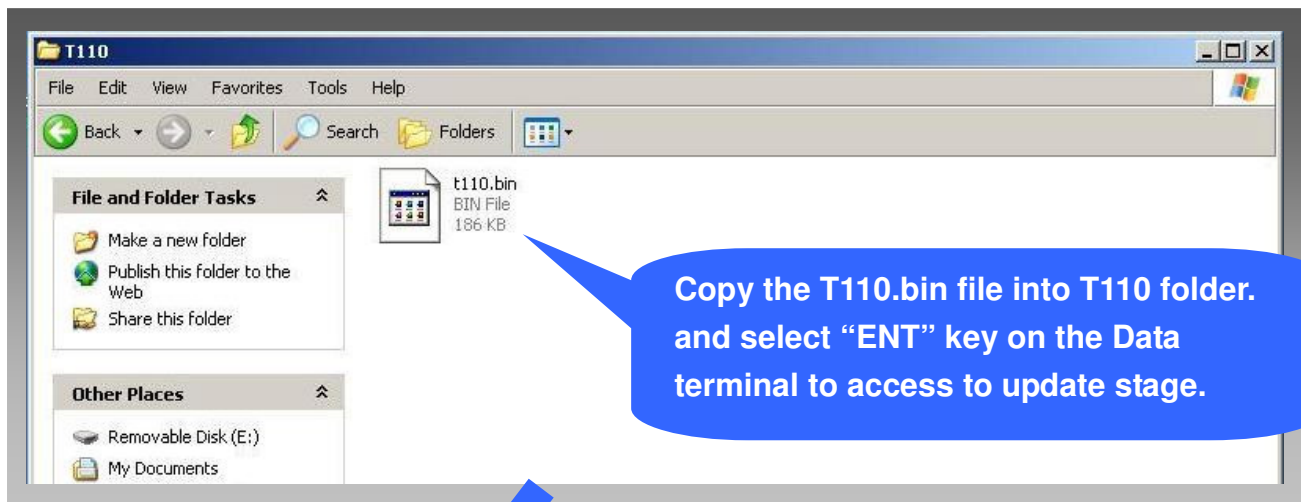 T110
File Edit View Favorites Tools Help
Back Search Folders
File and Folder Tasks
Make a new folder
Publish this folder to the
Web
Share this folder
Other Places
Removable Disk (E:)
My Documents
t110.bin
BIN File
186 KB
Copy the T110.bin file into T110 folder.
and select “ENT” key on the Data
terminal to access to update stage.